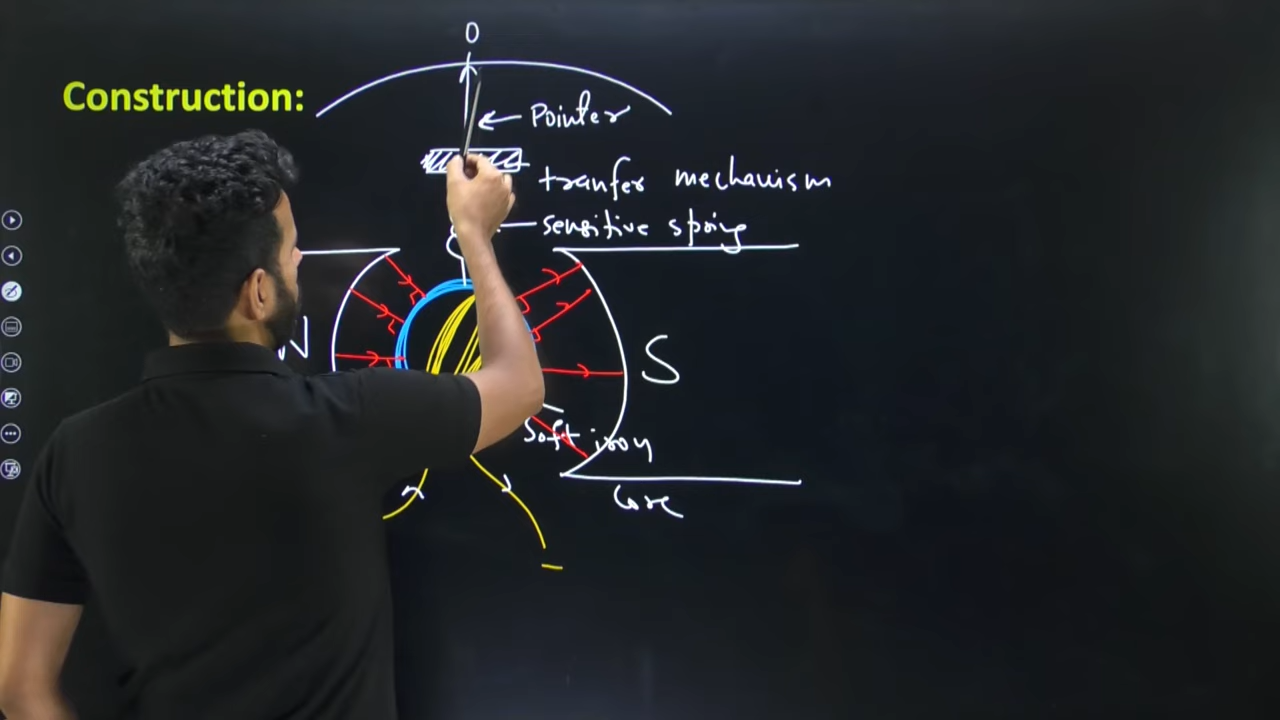 0
Construction:
Pointer
tranfer mechanism
sensitive spring
N
S
Soft iron
Core